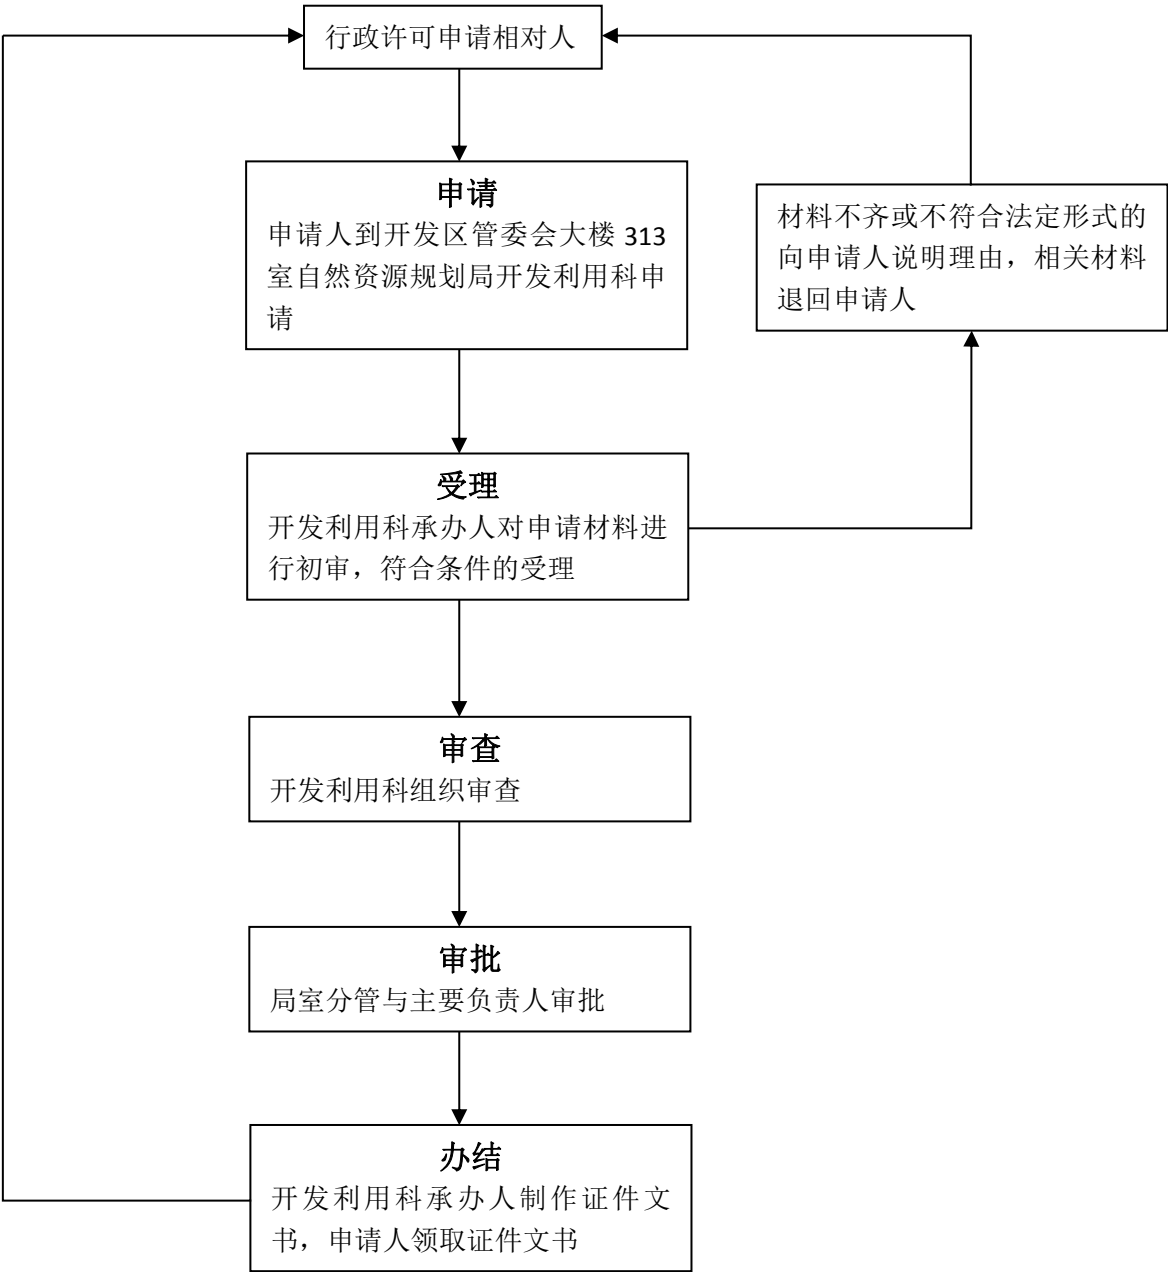 行政许可申请相对人
申请
申请人到开发区管委会大楼 313
室自然资源规划局开发利用科申
请
材料不齐或不符合法定形式的
向申请人说明理由，相关材料
退回申请人
受理
开发利用科承办人对申请材料进
行初审，符合条件的受理
审查
开发利用科组织审查
审批
局室分管与主要负责人审批
办结
开发利用科承办人制作证件文
书，申请人领取证件文书